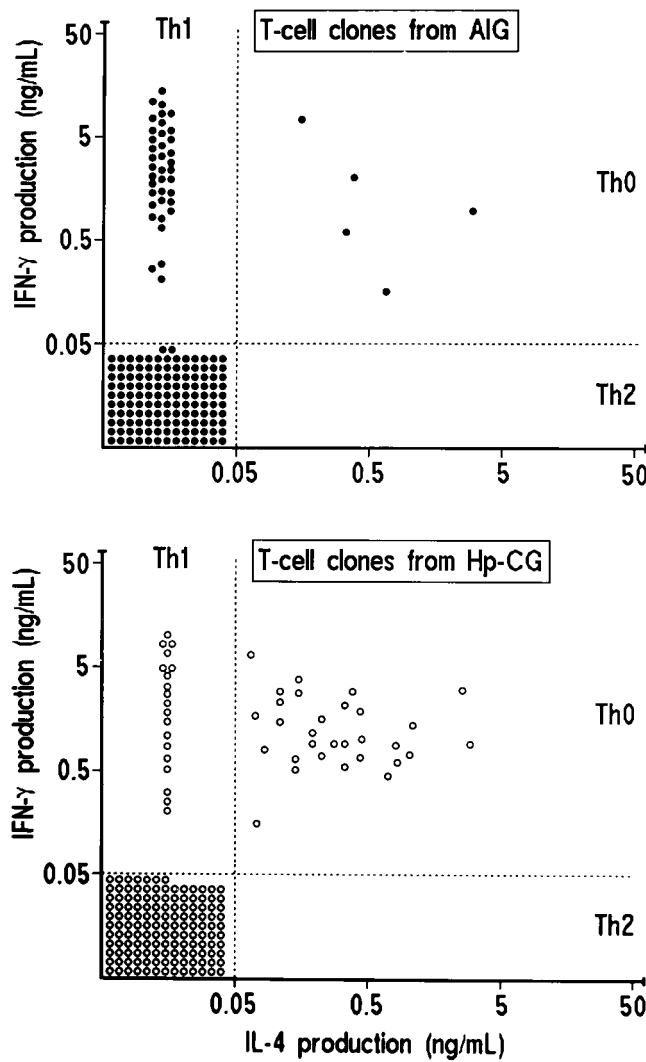 T-cell clones from AIG
Th1
Th0
Th2
IFN-γ production (ng/mL)
50
5
0.5
0.05
0.05
0.5
5
50
T-cell clones from Hp-CG
Th1
Th0
Th2
IFN-γ production (ng/mL)
50
5
0.5
0.05
0.05
0.5
5
50
IL-4 production (ng/mL)